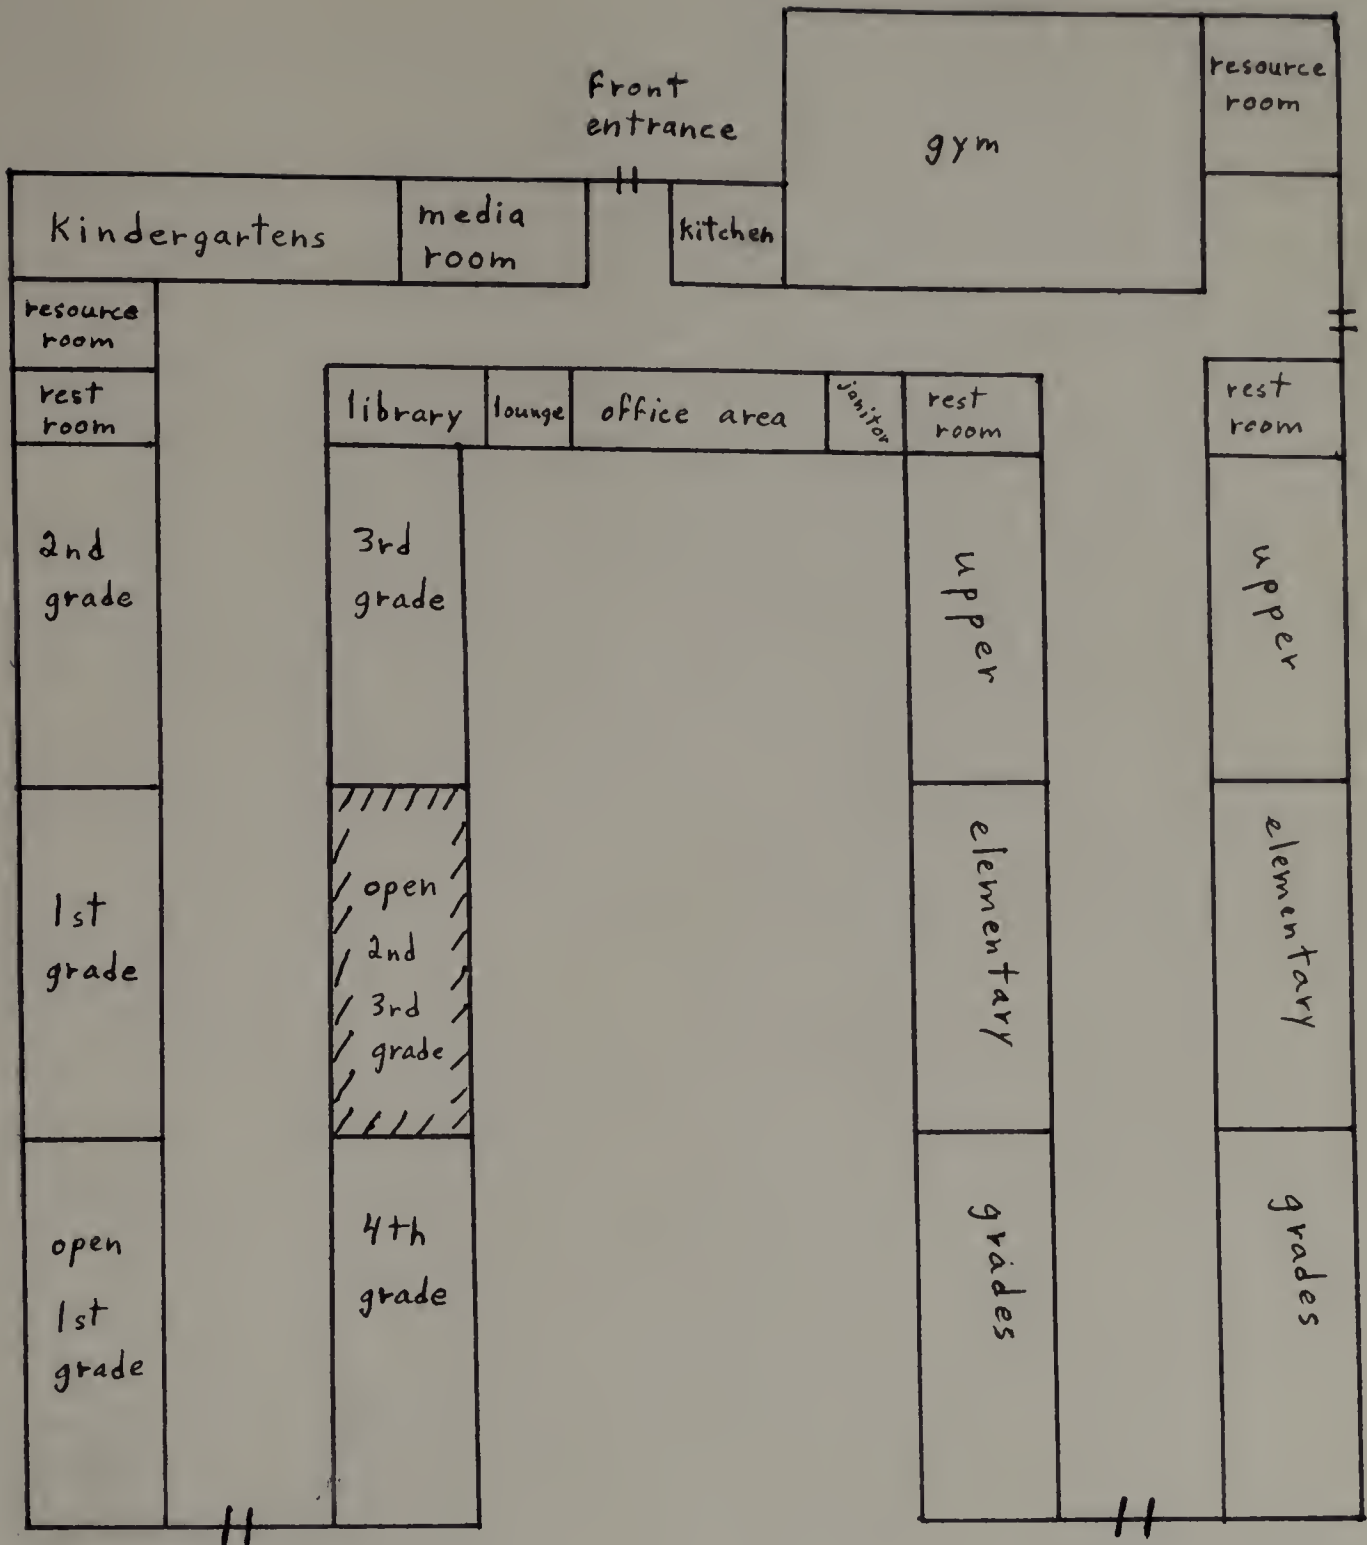 Front
entrance
gym
resource
room
Kindergartens
media
room
kitchen
resource
room
rest
room
library
lounge
office area
janitor
rest
room
rest
room
2nd
grade
3rd
grade
upper
upper
1st
grade
open
2nd
3rd
grade
elementary
elementary
open
1st
grade
4th
grade
grades
grades